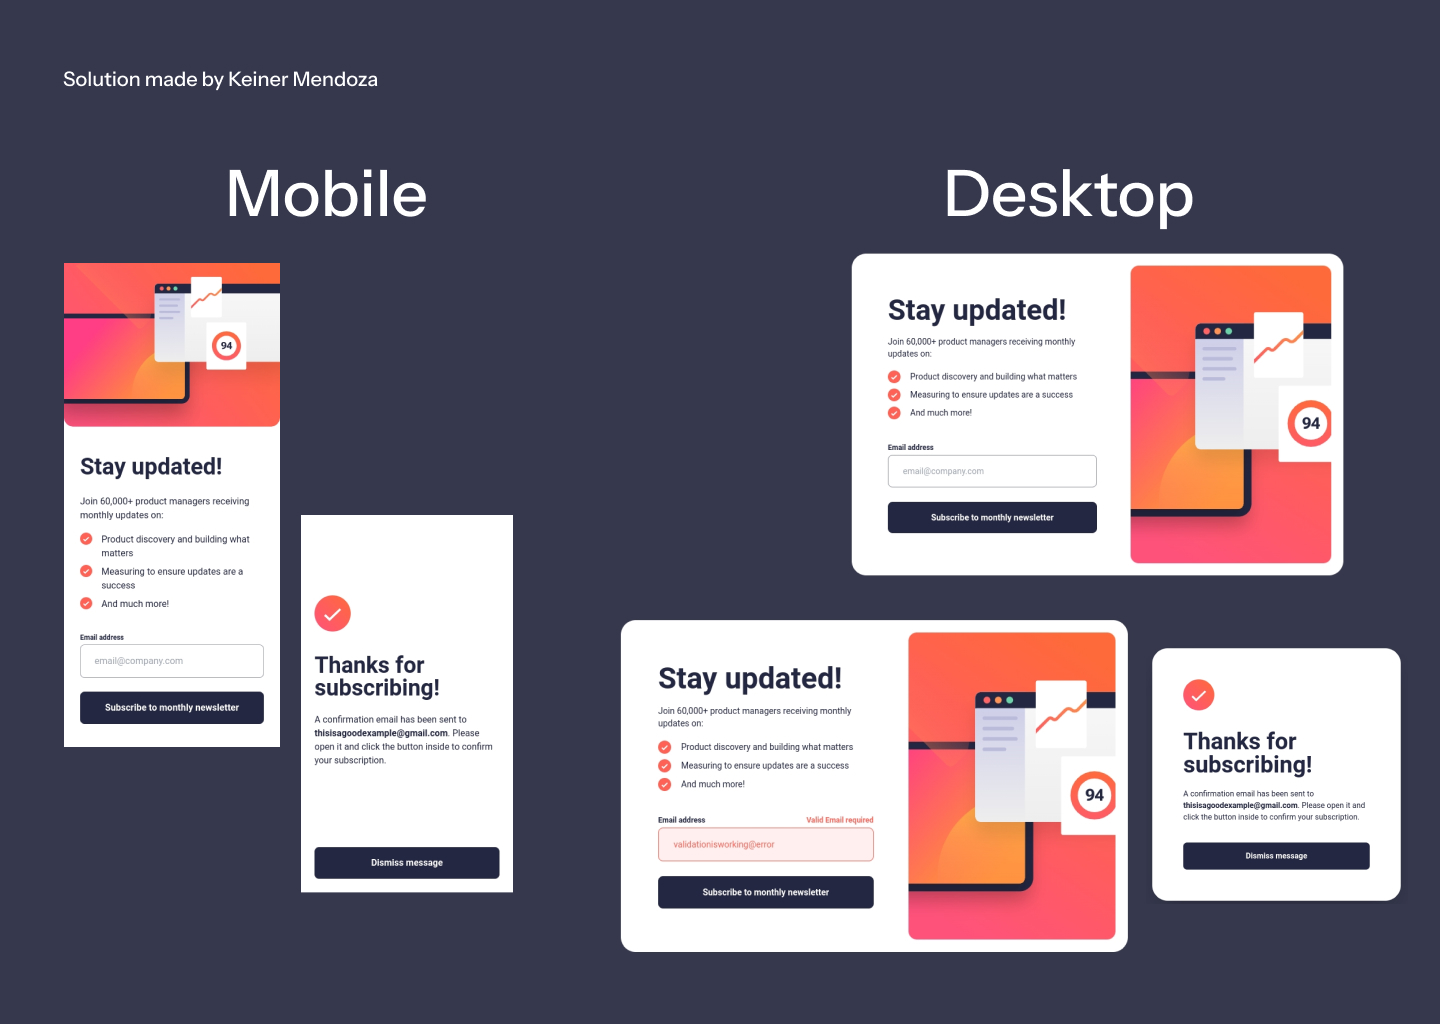 Solution made by Keiner Mendoza
Mobile
Desktop
94
Stay updated!
Join 60,000+ product managers receiving
monthly updates on:
Product discovery and building what
matters
Measuring to ensure updates are a
success
And much more!
Email address
email@company.com
Subscribe to monthly newsletter
Thanks for
subscribing!
A confirmation email has been sent to
thisisagoodexample@gmail.com. Please
open it and click the button inside to confirm
your subscription.
Dismiss message
Stay updated!
Join 60,000+ product managers receiving monthly
updates on:
Product discovery and building what matters
Measuring to ensure updates are a success
And much more!
Email address
email@company.com
Subscribe to monthly newsletter
94
Stay updated!
Join 60,000+ product managers receiving monthly
updates on:
Product discovery and building what matters
Measuring to ensure updates are a success
And much more!
Email address Valid Email required
validationisworking@error
Subscribe to monthly newsletter
94
Thanks for
subscribing!
A confirmation email has been sent to
thisisagoodexample@gmail.com. Please open it and
click the button inside to confirm your subscription.
Dismiss message